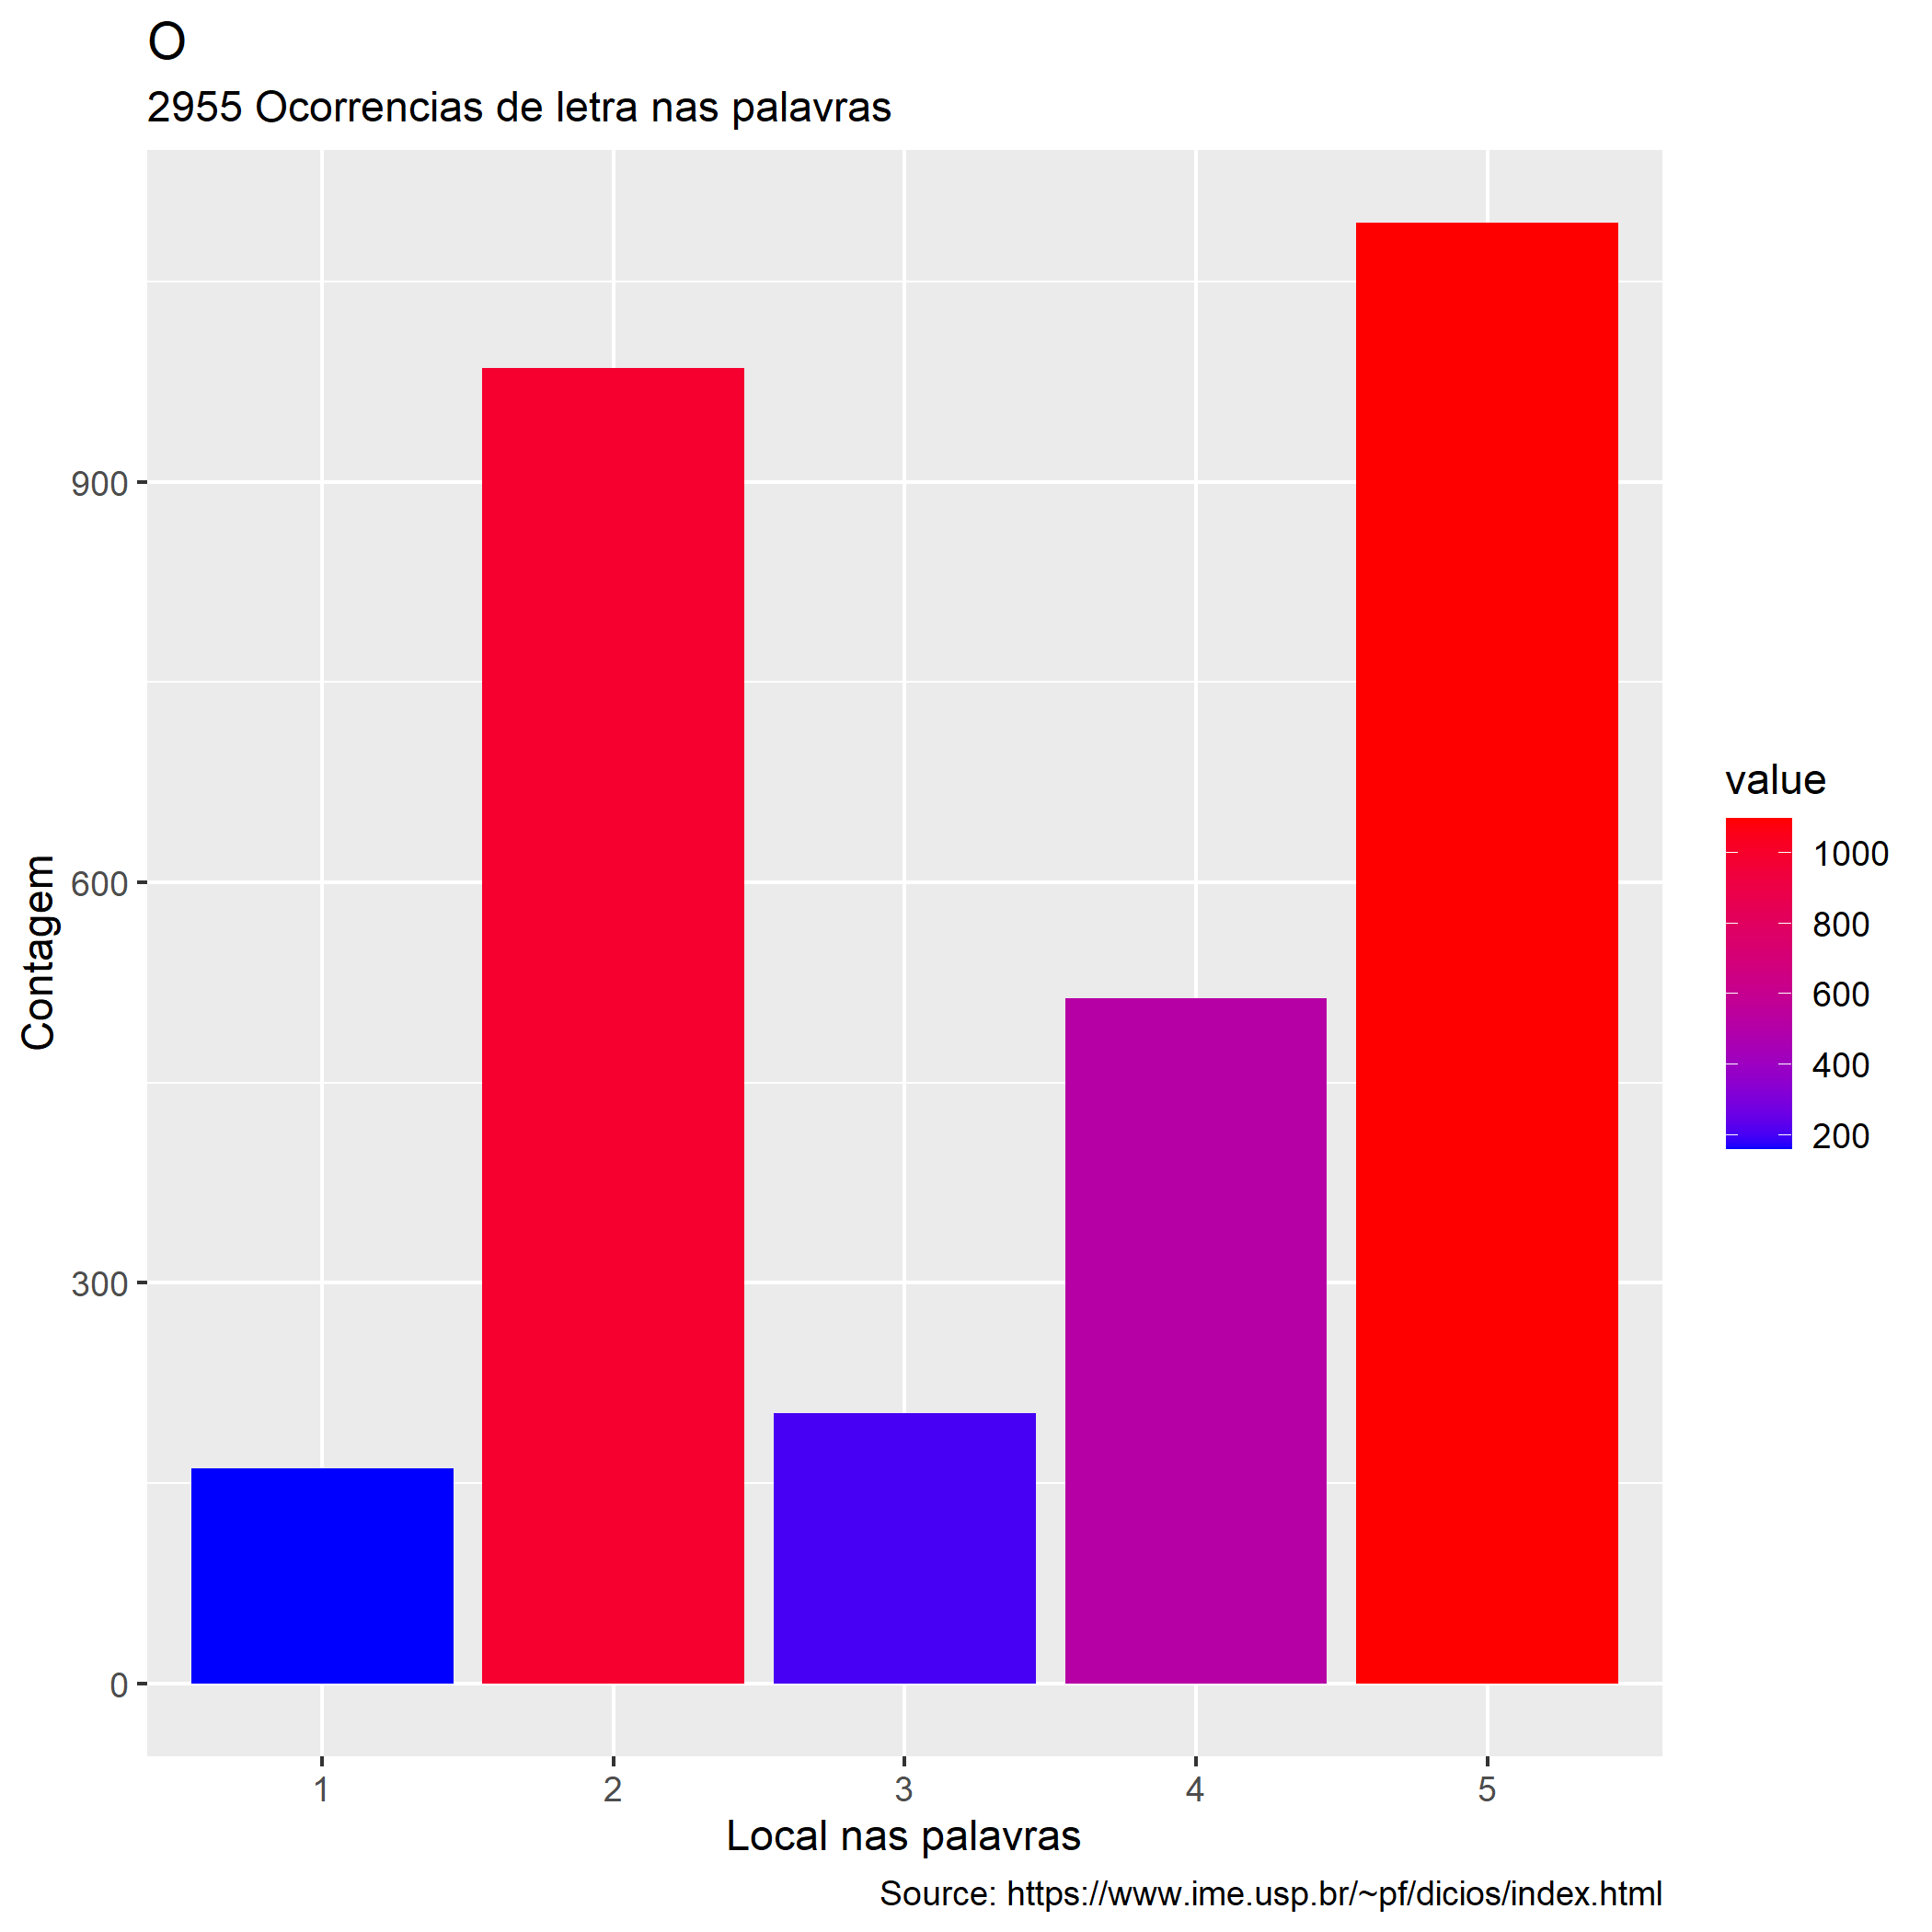 O
2955 Ocorrencias de letra nas palavras
Contagem
900
600
300
0
1 2 3 4 5
Local nas palavras
value
1000
800
600
400
200
Source: https://www.ime.usp.br/~pf/dicios/index.html